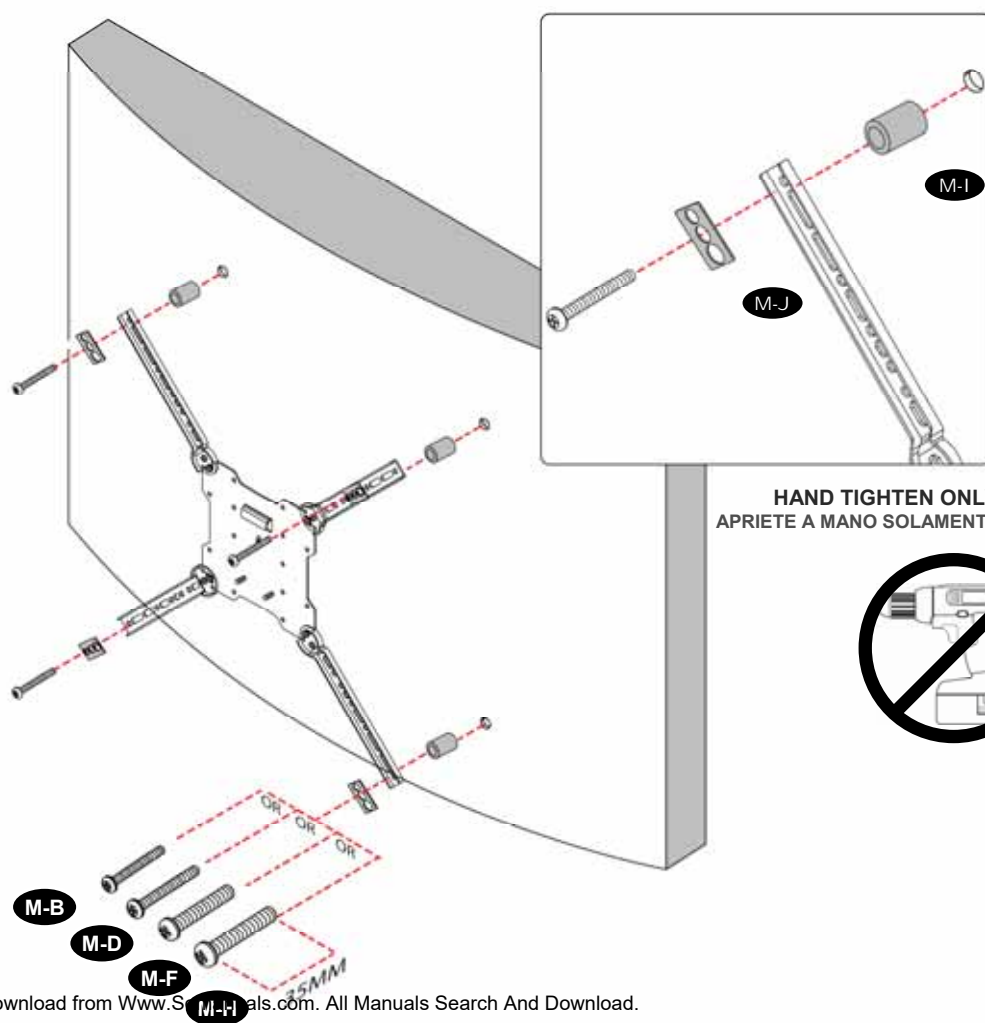 M-I
M-J
HAND TIGHTEN ONL
APRIETE A MANO SOLAMENT
OR
OR
OR
M-B
M-D
M-F
M-H
35MM
ownload from Www.S als.com. All Manuals Search And Download.